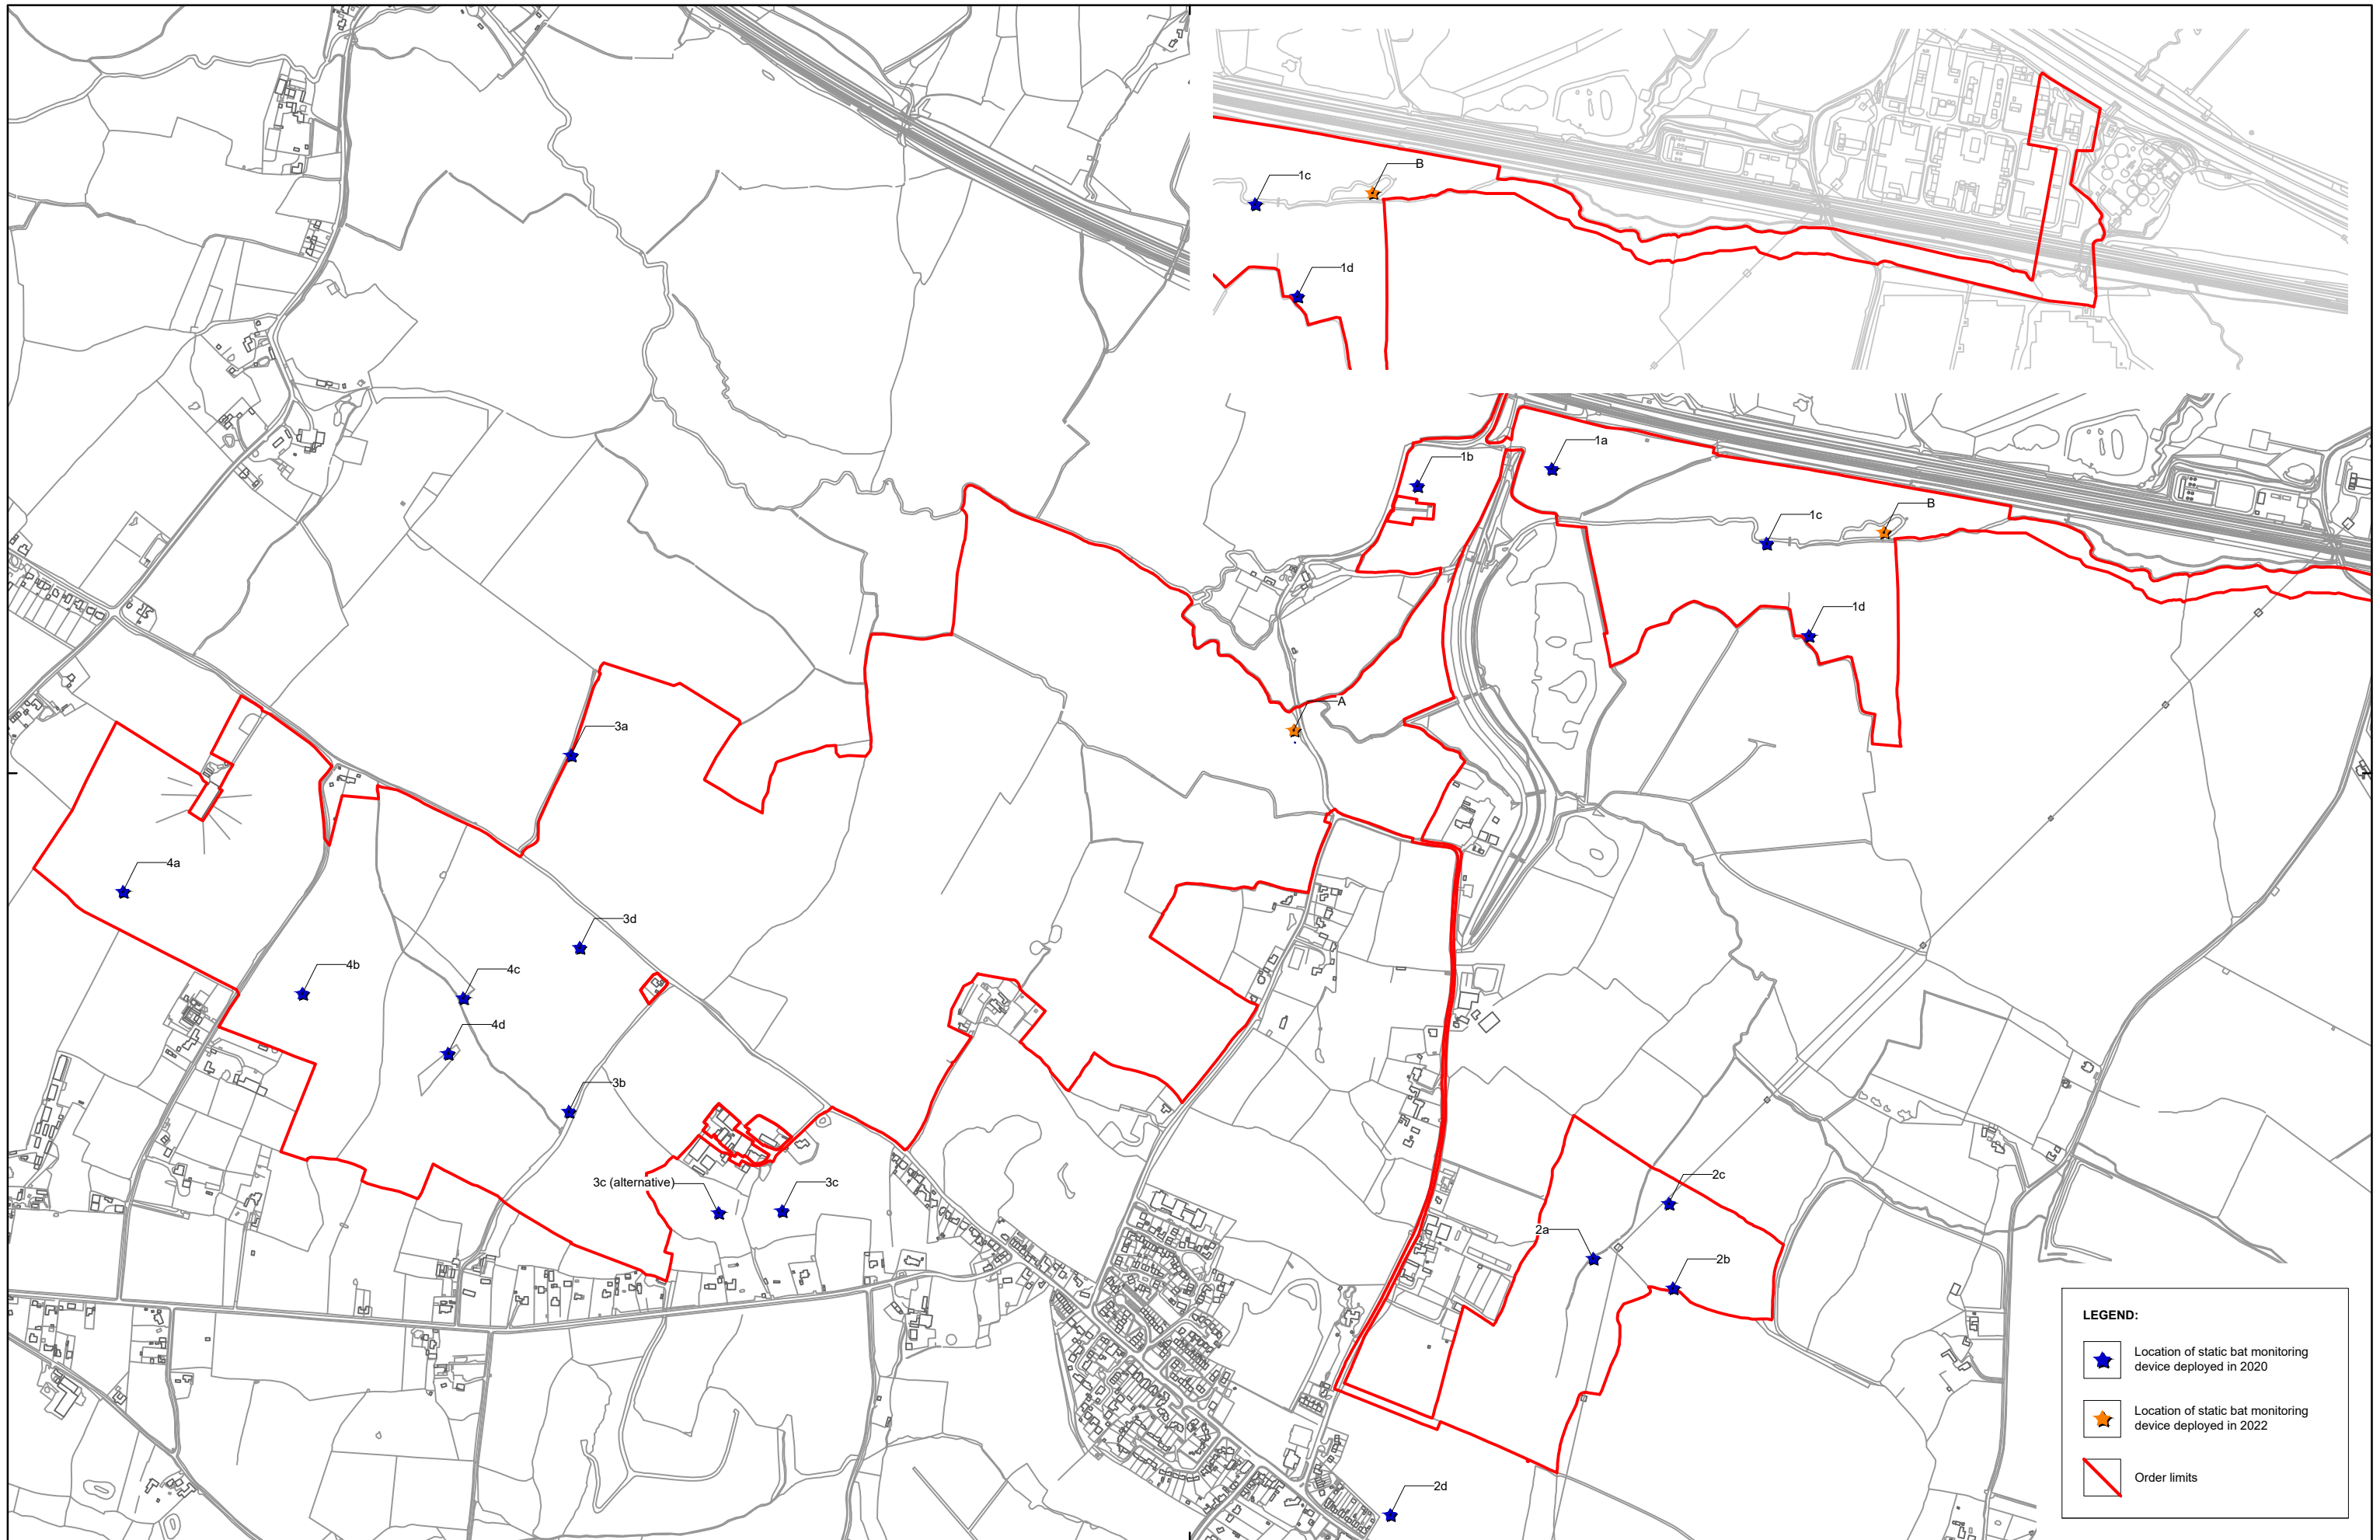 B
1c
1d
1a
1b
1c
B
1d
A
3a
4a
3d
4b
4c
4d
3b
3c (alternative)
3c
2c
2a
2b
2d
LEGEND:
Location of static bat monitoring
device deployed in 2020
Location of static bat monitoring
device deployed in 2022
Order limits